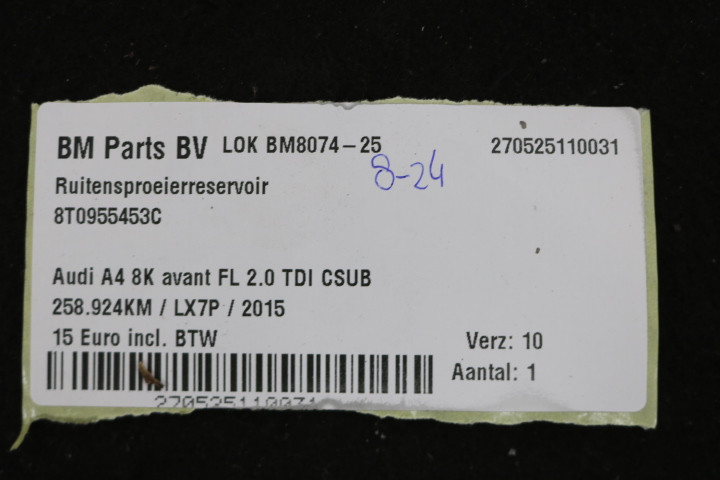 BM Parts BV LOK BM8074-25 270525110031
8-24
Ruitensproeierreservoir
8T0955453C
Audi A4 8K avant FL 2.0 TDI CSUB
258.924KM / LX7P / 2015
15 Euro incl. BTW Verz: 10
Aantal: 1